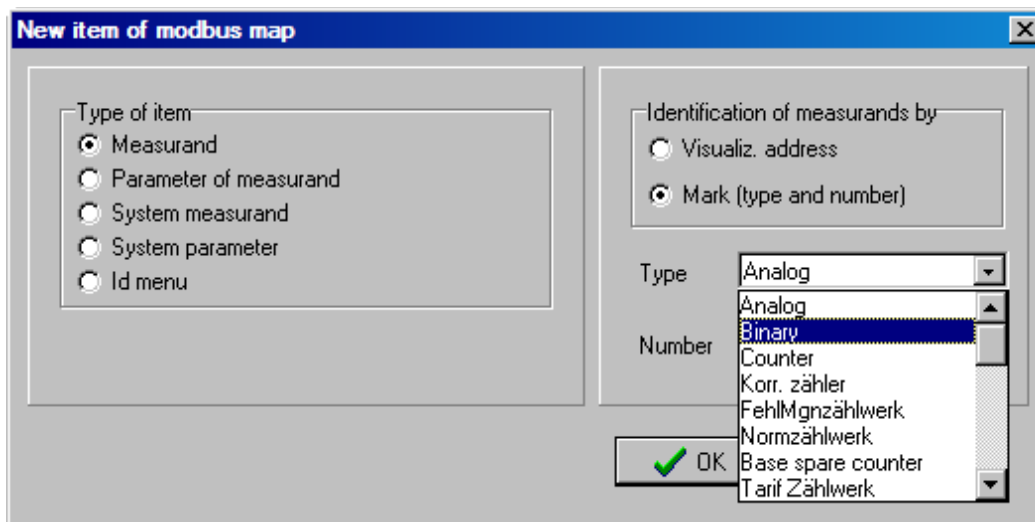 New item of modbus map
Type of item
Measurand
Parameter of measurand
System measurand
System parameter
Id menu
Identification of measurands by
Visualiz. address
Mark (type and number)
Type
Analog
Analog
Binary
Counter
Number
Korr. zähler
FehlMgnzählwerk
Normzählwerk
OK
Base spare counter
Tarif Zählwerk